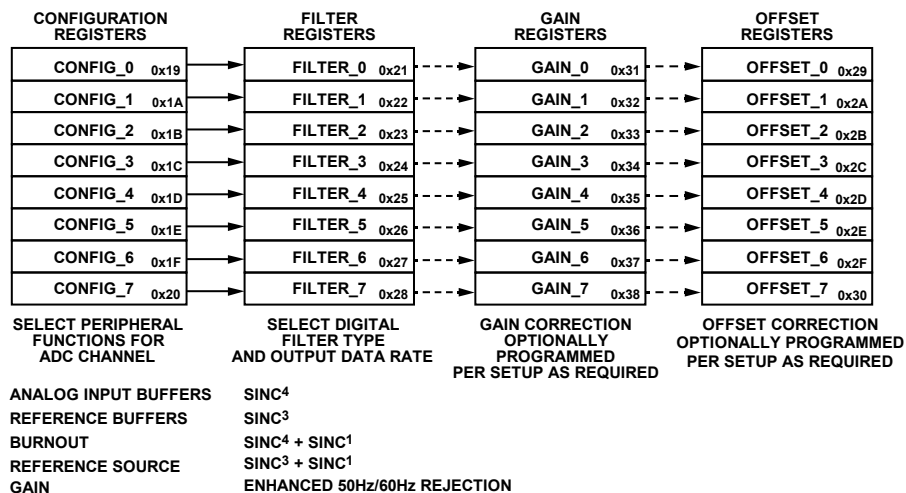 CONFIGURATION REGISTERS
FILTER REGISTERS
GAIN REGISTERS
OFFSET REGISTERS
CONFIG_0 0x19 FILTER_0 0x21 GAIN_0 0x31 OFFSET_0 0x29
CONFIG_1 0x1A FILTER_1 0x22 GAIN_1 0x32 OFFSET_1 0x2A
CONFIG_2 0x1B FILTER_2 0x23 GAIN_2 0x33 OFFSET_2 0x2B
CONFIG_3 0x1C FILTER_3 0x24 GAIN_3 0x34 OFFSET_3 0x2C
CONFIG_4 0x1D FILTER_4 0x25 GAIN_4 0x35 OFFSET_4 0x2D
CONFIG_5 0x1E FILTER_5 0x26 GAIN_5 0x36 OFFSET_5 0x2E
CONFIG_6 0x1F FILTER_6 0x27 GAIN_6 0x37 OFFSET_6 0x2F
CONFIG_7 0x20 FILTER_7 0x28 GAIN_7 0x38 OFFSET_7 0x30
SELECT PERIPHERAL
FUNCTIONS FOR
ADC CHANNEL
SELECT DIGITAL
FILTER TYPE
AND OUTPUT DATA RATE
GAIN CORRECTION
OPTIONALLY
PROGRAMMED
PER SETUP AS REQUIRED
OFFSET CORRECTION
OPTIONALLY PROGRAMMED
PER SETUP AS REQUIRED
ANALOG INPUT BUFFERS
REFERENCE BUFFERS
BURNOUT
REFERENCE SOURCE
GAIN
SINC4
SINC3
SINC4 + SINC1
SINC3 + SINC1
ENHANCED 50Hz/60Hz REJECTION